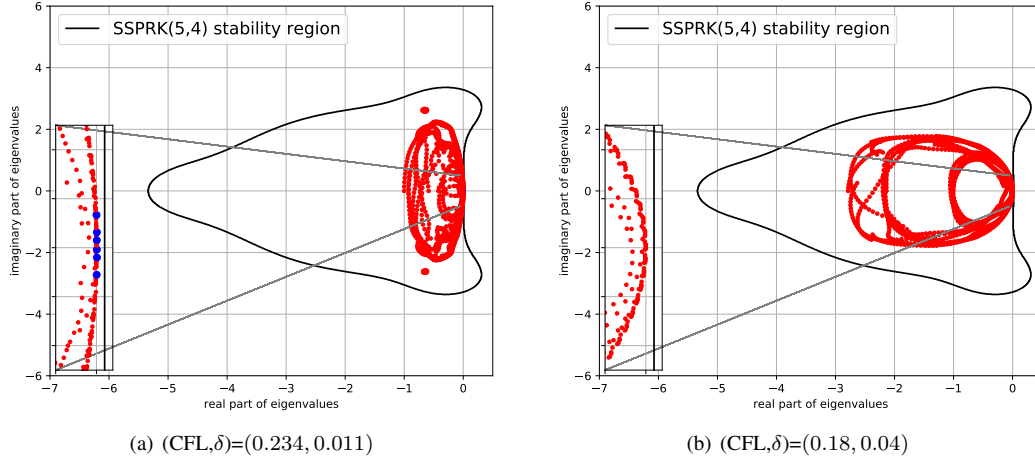 SSPRK(5,4) stability region
6
4
2
0
−2
−4
−6
imaginary part of eigenvalues
−7 −6 −5 −4 −3 −2 −1 0
real part of eigenvalues
(a) (CFL,δ)=(0.234, 0.011)
SSPRK(5,4) stability region
6
4
2
0
−2
−4
−6
imaginary part of eigenvalues
−7 −6 −5 −4 −3 −2 −1 0
real part of eigenvalues
(b) (CFL,δ)=(0.18, 0.04)